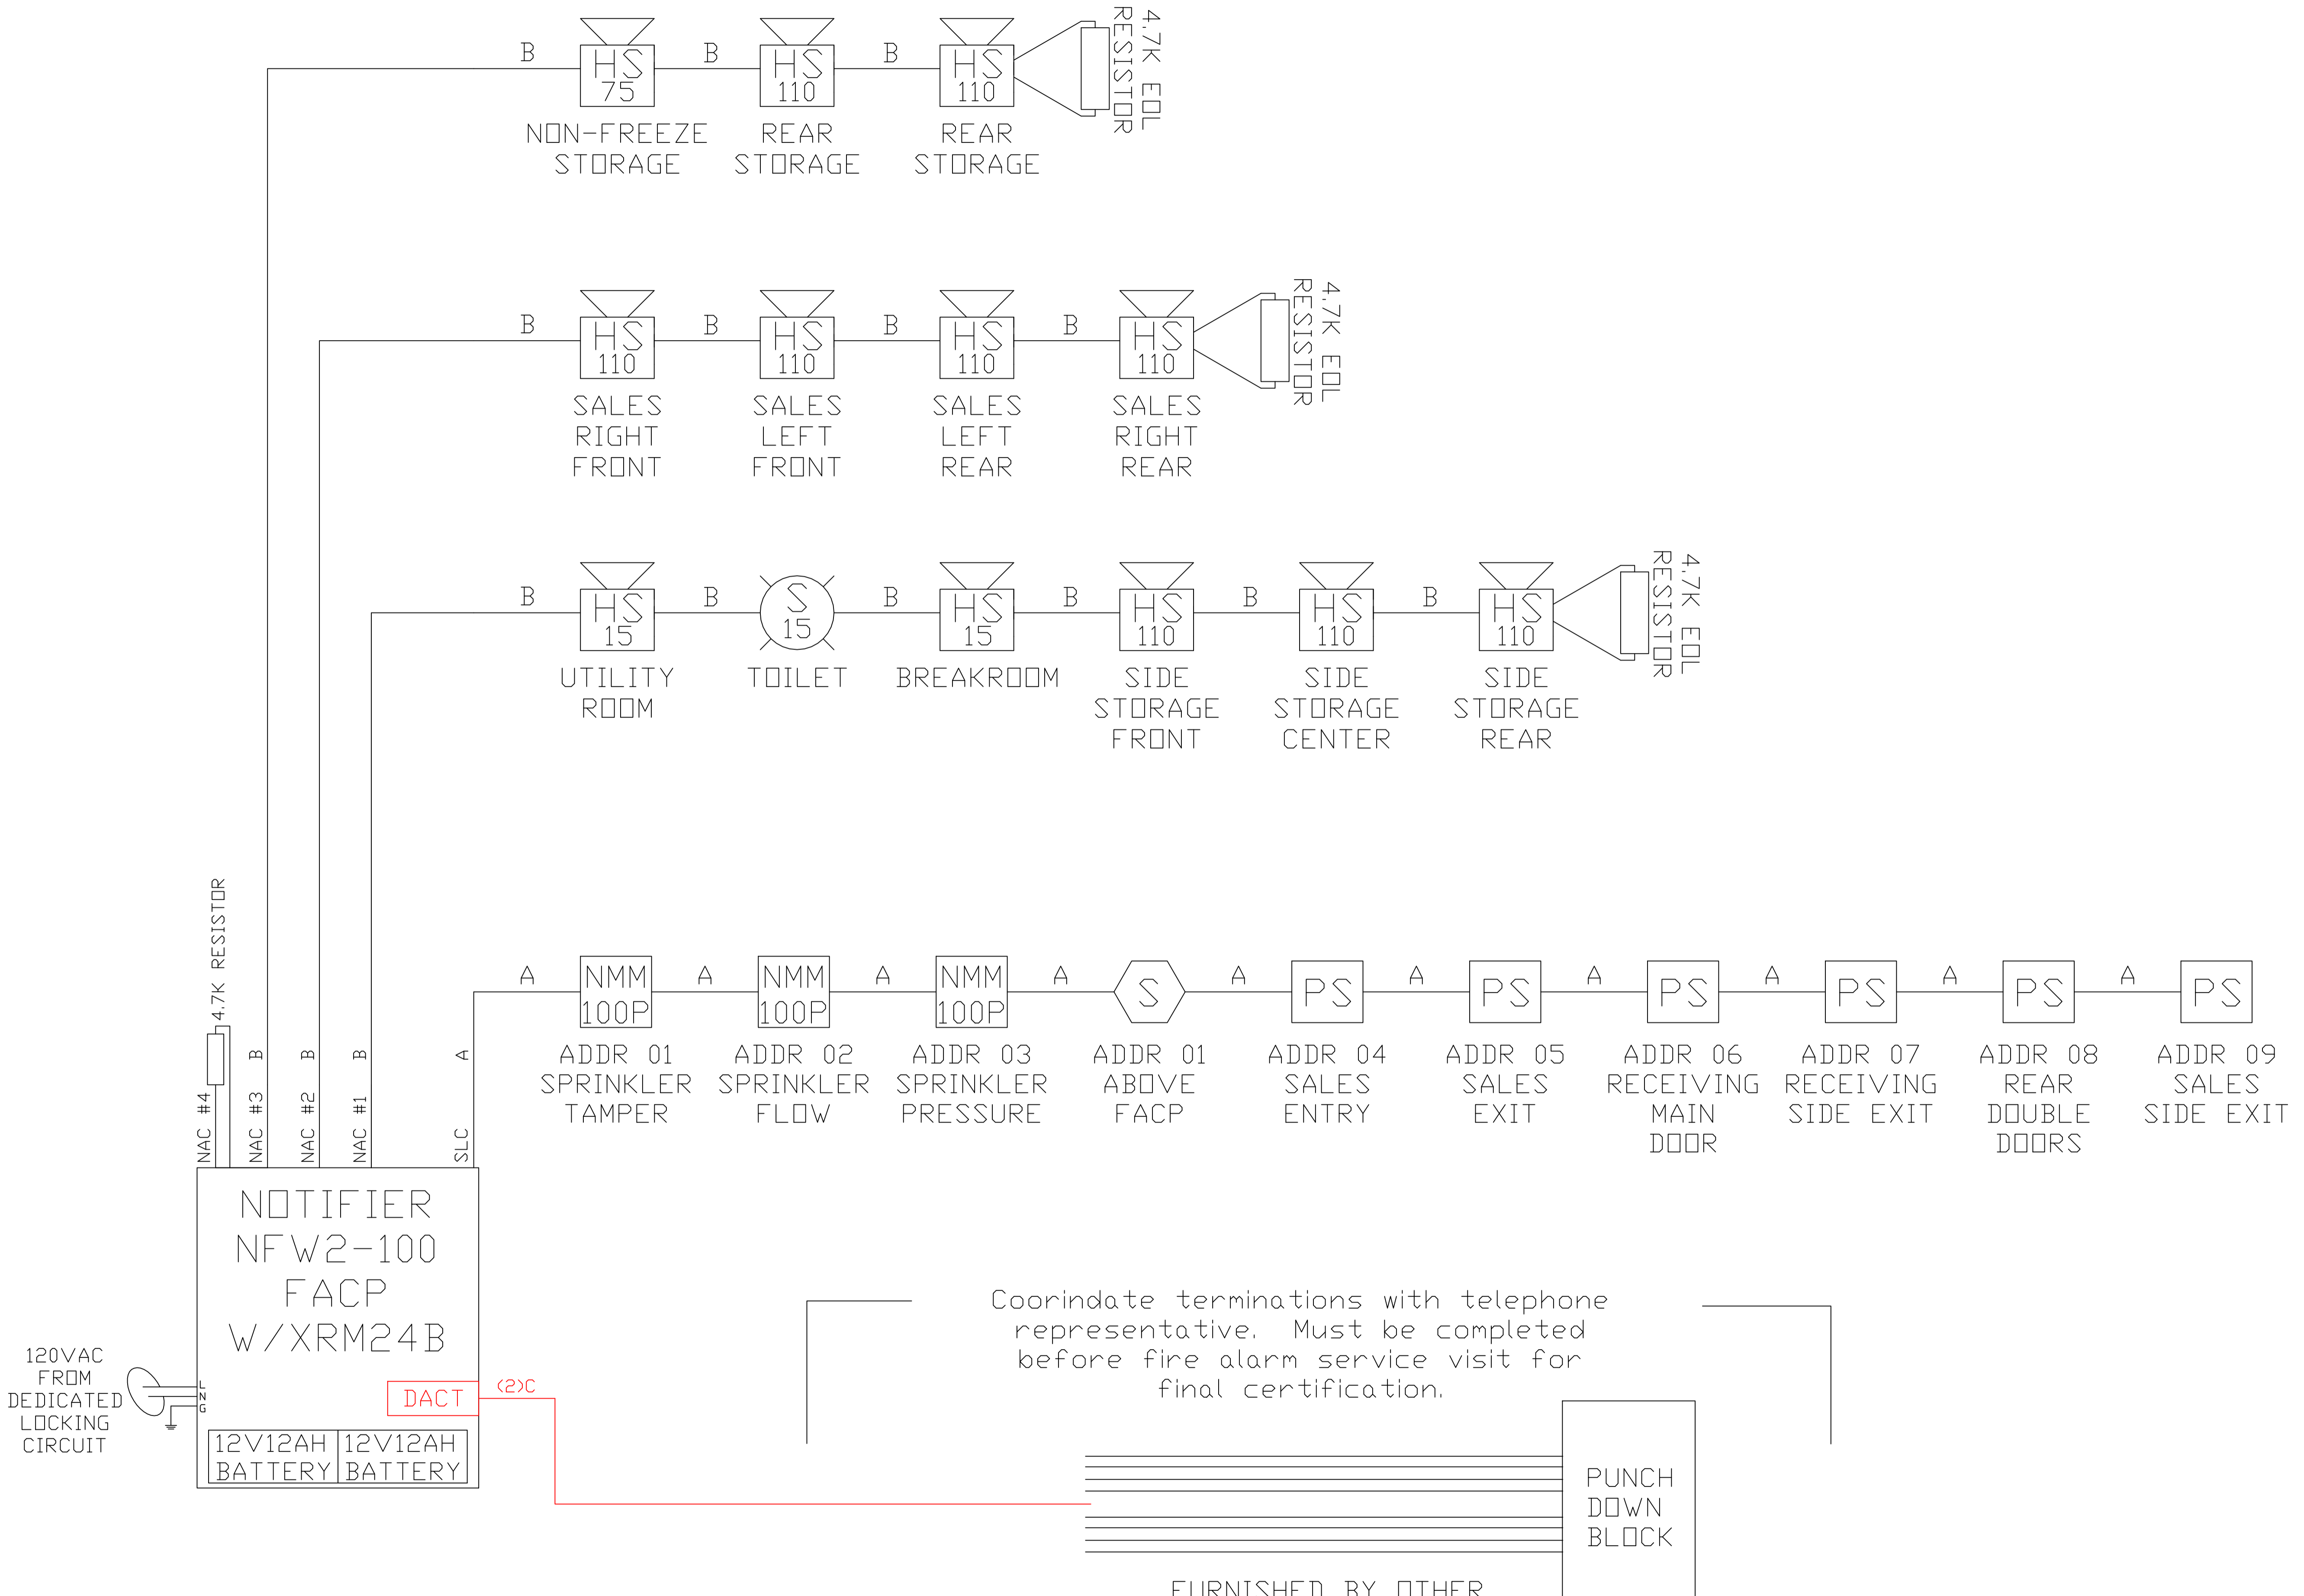 B B B
HS HS HS
75 110 110
4.7K EOL
RESISTOR
NON-FREEZE REAR REAR
STORAGE STORAGE STORAGE
B B B B
HS HS HS HS
110 110 110 110
4.7K EOL
RESISTOR
SALES SALES SALES SALES
RIGHT LEFT LEFT RIGHT
FRONT FRONT REAR REAR
B B B B B B
HS S HS HS HS HS
15 15 15 110 110 110
4.7K EOL
RESISTOR
UTILITY TOILET BREAKROOM SIDE SIDE SIDE
ROOM STORAGE STORAGE STORAGE
FRONT CENTER REAR
4.7K RESISTOR
NAC #4
NAC #3 B
NAC #2 B
NAC #1 B
SLC A
A A A A A A A A A A
NMM NMM NMM S PS PS PS PS PS PS
100P 100P 100P
ADDR 01 ADDR 02 ADDR 03 ADDR 01 ADDR 04 ADDR 05 ADDR 06 ADDR 07 ADDR 08 ADDR 09
SPRINKLER SPRINKLER SPRINKLER ABOVE SALES SALES RECEIVING RECEIVING REAR SALES
TAMPER FLOW PRESSURE FACP ENTRY EXIT MAIN SIDE EXIT DOUBLE SIDE EXIT
DOOR DOORS
NOTIFIER
NFW2-100
FACP
W/XRM24B
120VAC
FROM
DEDICATED
LOCKING
CIRCUIT
L
N
G
DACT (2)C
12V12AH 12V12AH
BATTERY BATTERY
Coorindate terminations with telephone
representative. Must be completed
before fire alarm service visit for
final certification.
PUNCH
DOWN
BLOCK
FURNISHED BY OTHER